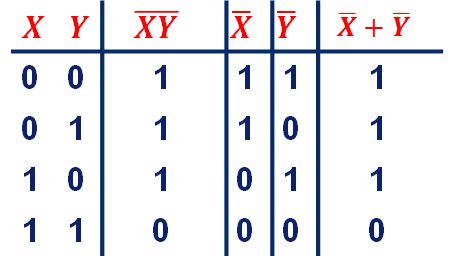 X Y X̅Y̅ X̅ Y̅ X̅ + Y̅
0 0 1 1 1 1
0 1 1 1 0 1
1 0 1 0 1 1
1 1 0 0 0 0